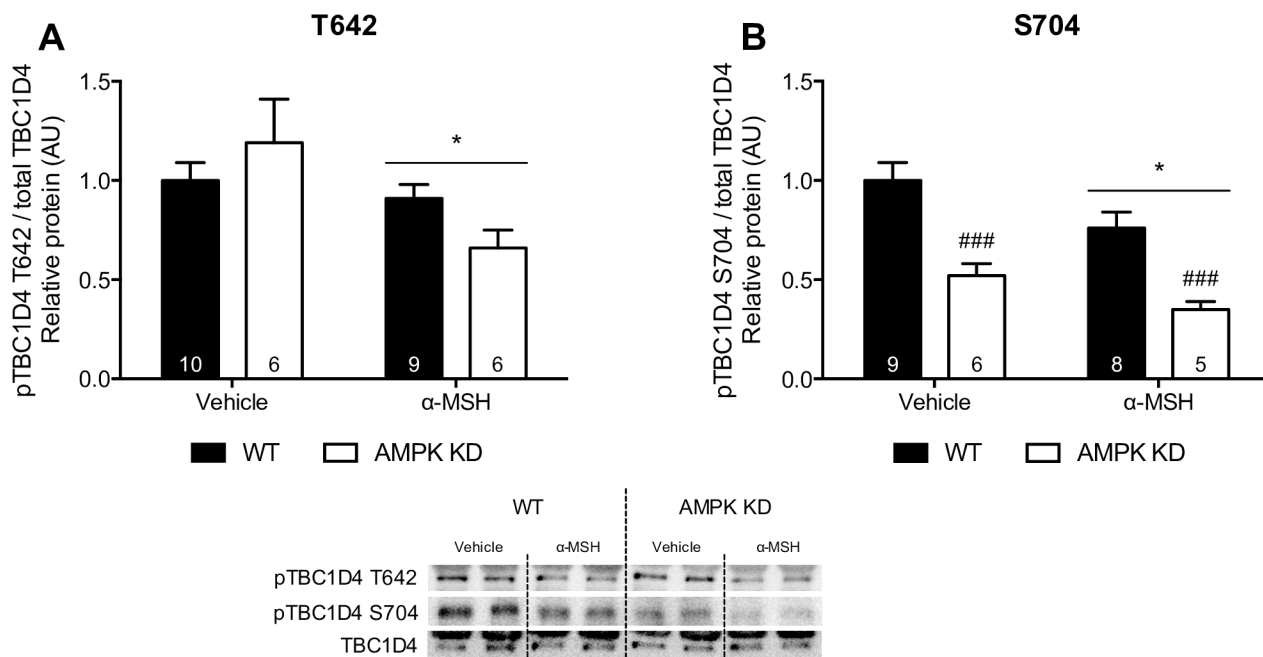 A
T642
pTBC1D4 T642 / total TBC1D4
Relative protein (AU)
1.5
1.0
0.5
0.0
*
10
6
9
6
Vehicle
α-MSH
WT
AMPK KD
B
S704
pTBC1D4 S704 / total TBC1D4
Relative protein (AU)
1.5
1.0
0.5
0.0
###
*
###
9
6
8
5
Vehicle
α-MSH
WT
AMPK KD
WT
AMPK KD
Vehicle
α-MSH
Vehicle
α-MSH
pTBC1D4 T642
pTBC1D4 S704
TBC1D4